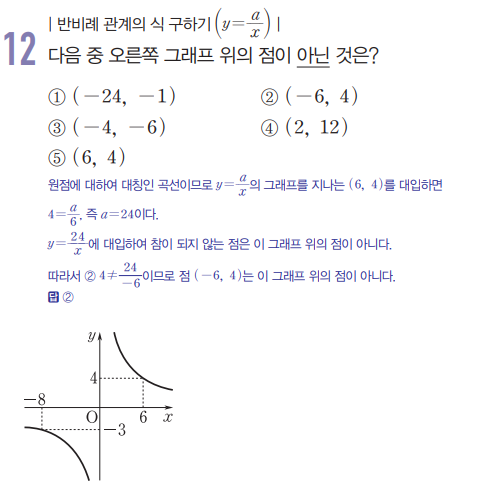 | 반비례 관계의 식 구하기(y=a/x) |
12 다음 중 오른쪽 그래프 위의 점이 아닌 것은?
① (-24, -1) ② (-6, 4)
③ (-4, -6) ④ (2, 12)
⑤ (6, 4)
원점에 대하여 대칭인 곡선이므로 y=a/x의 그래프를 지나는 (6, 4)를 대입하면
4=a/6, 즉 a=24이다.
y=24/x에 대입하여 참이 되지 않는 점은 이 그래프 위의 점이 아니다.
따라서 ② 4≠24/-6이므로 점 (-6, 4)는 이 그래프 위의 점이 아니다.
답 ②
y
4
-8
O 6 x
-3